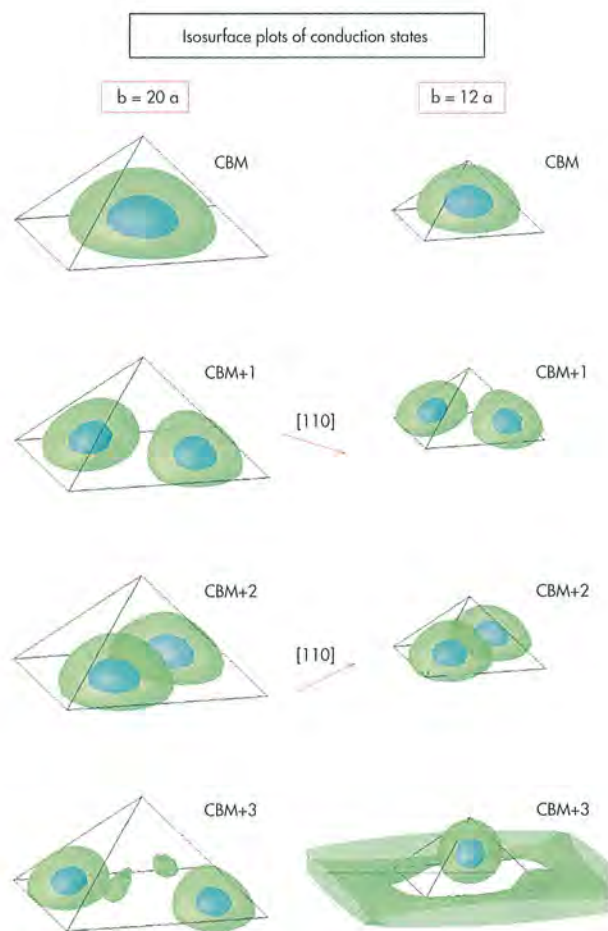 Isosurface plots of conduction states
b = 20 a
b = 12 a
CBM
CBM
CBM+1
CBM+1
[110]
CBM+2
CBM+2
[110]
CBM+3
CBM+3